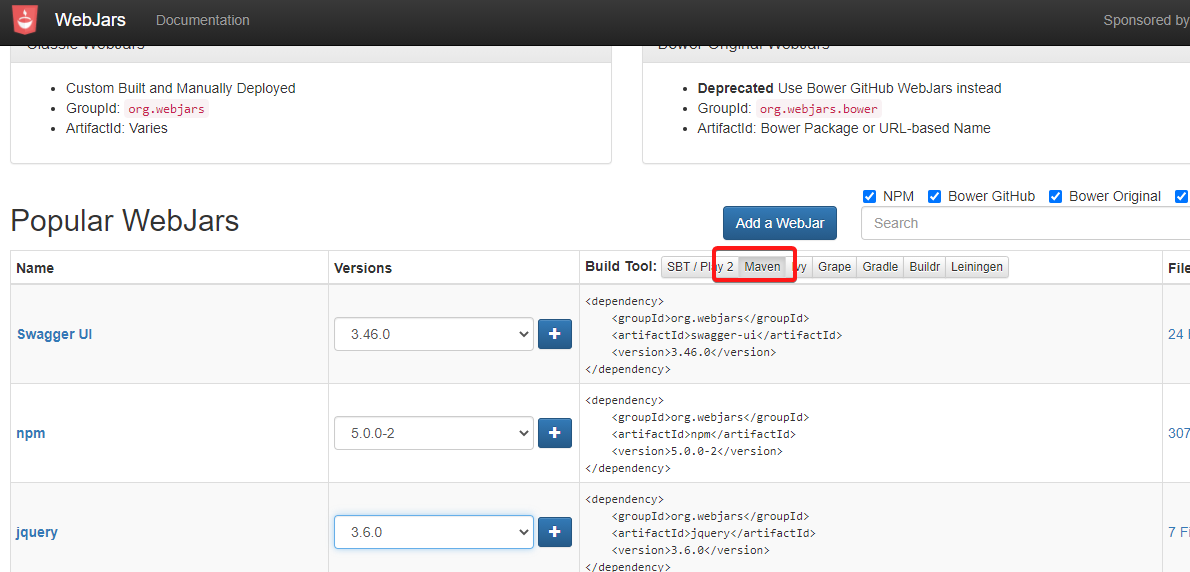 WebJars Documentation Sponsored by
Classic WebJars
Bower Original WebJars
Custom Built and Manually Deployed
GroupId: org.webjars
ArtifactId: Varies
Deprecated Use Bower GitHub WebJars instead
GroupId: org.webjars.bower
ArtifactId: Bower Package or URL-based Name
NPM Bower GitHub Bower Original
Popular WebJars
Add a WebJar
Search
Name Versions Build Tool: SBT / Play 2 Maven Ivy Grape Gradle Buildr Leiningen File
Swagger UI
3.46.0
+
<dependency>
<groupId>org.webjars</groupId>
<artifactId>swagger-ui</artifactId>
<version>3.46.0</version>
</dependency>
24
npm
5.0.0-2
+
<dependency>
<groupId>org.webjars</groupId>
<artifactId>npm</artifactId>
<version>5.0.0-2</version>
</dependency>
307
jquery
3.6.0
+
<dependency>
<groupId>org.webjars</groupId>
<artifactId>jquery</artifactId>
<version>3.6.0</version>
</dependency>
7 Fi